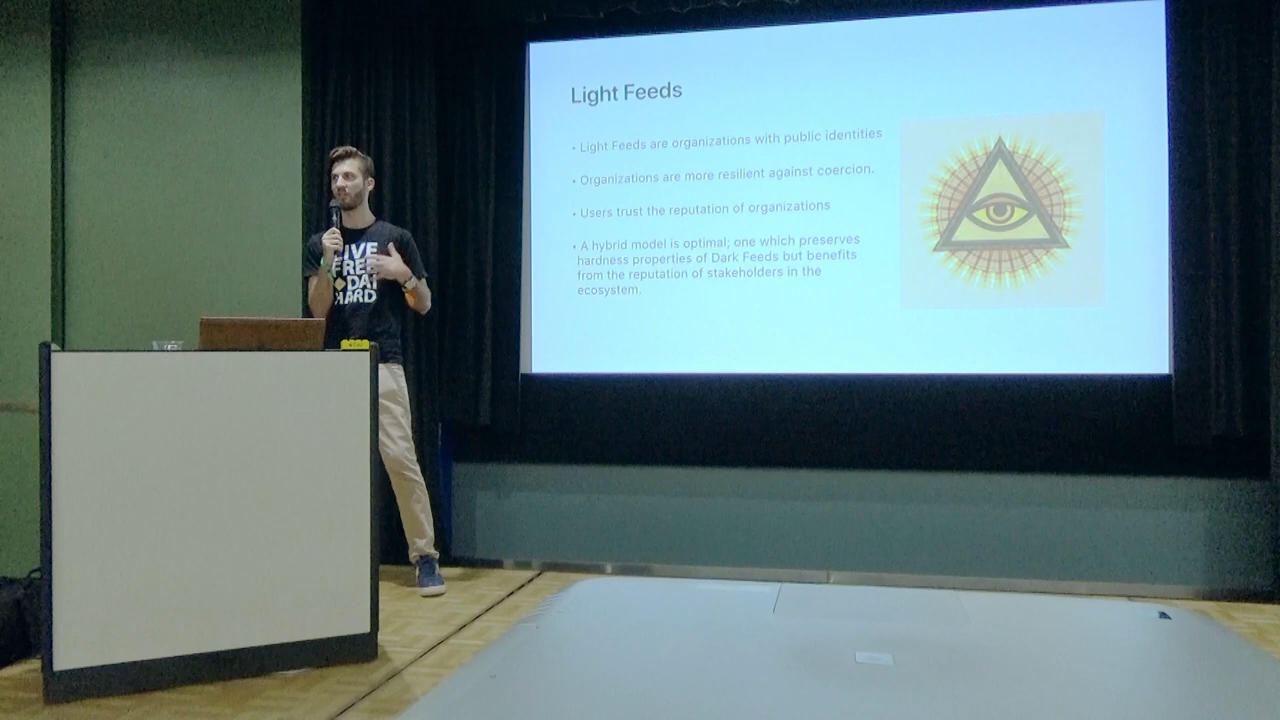 Light Feeds
• Light Feeds are organizations with public identities
• Organizations are more resilient against coercion.
• Users trust the reputation of organizations
• A hybrid model is optimal; one which preserves
hardness properties of Dark Feeds but benefits
from the reputation of stakeholders in the
ecosystem.
LIVE
FREE
DAI
HARD